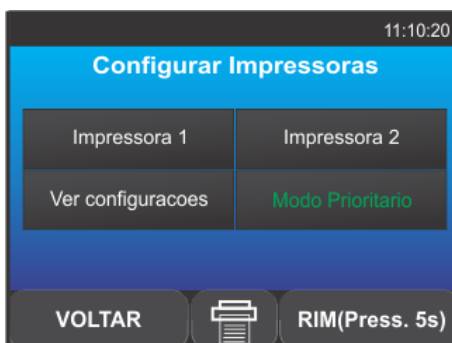 11:10:20
Configurar Impressoras
Impressora 1 Impressora 2
Ver configuracoes Modo Prioritario
VOLTAR RIM(Press. 5s)